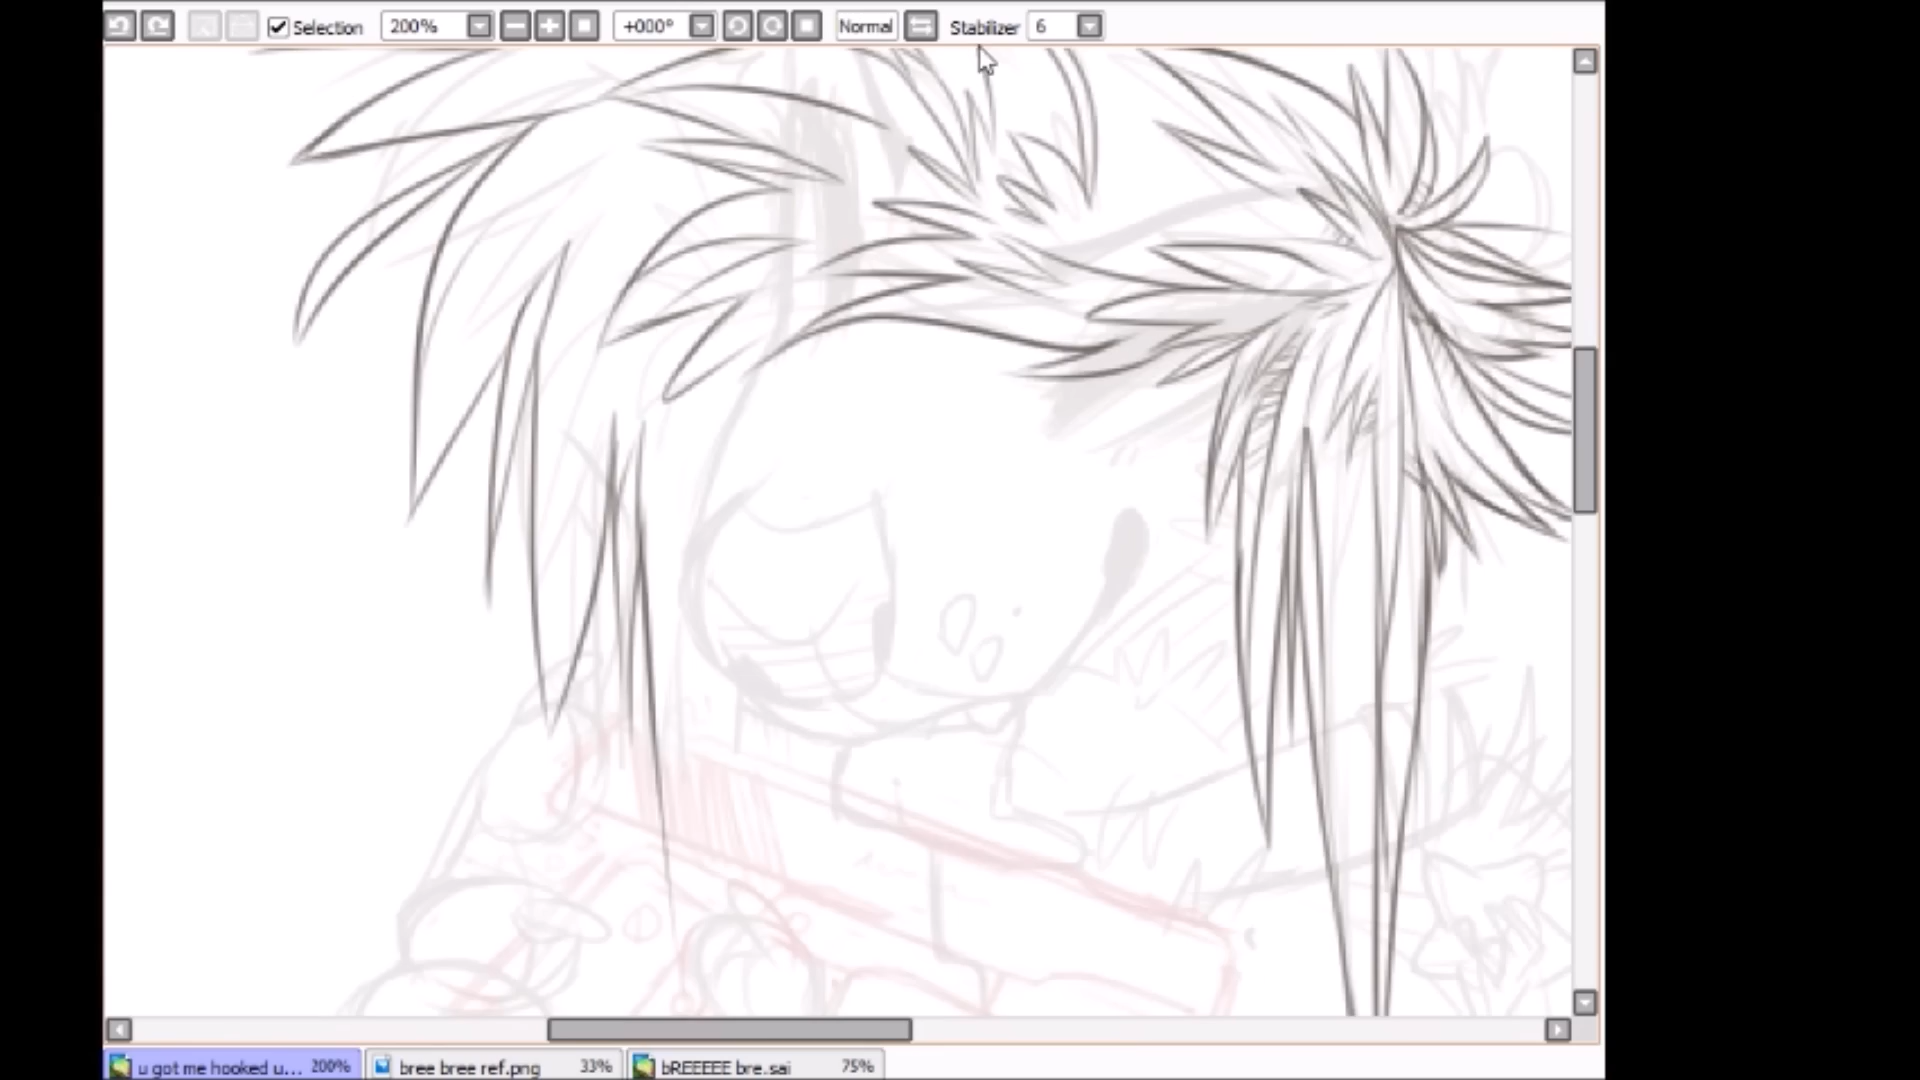 Selection 200% +000° Normal Stabilizer 6
u got me hooked u... 200% bree bree ref.png 33% bREEEEE bre.sai 75%